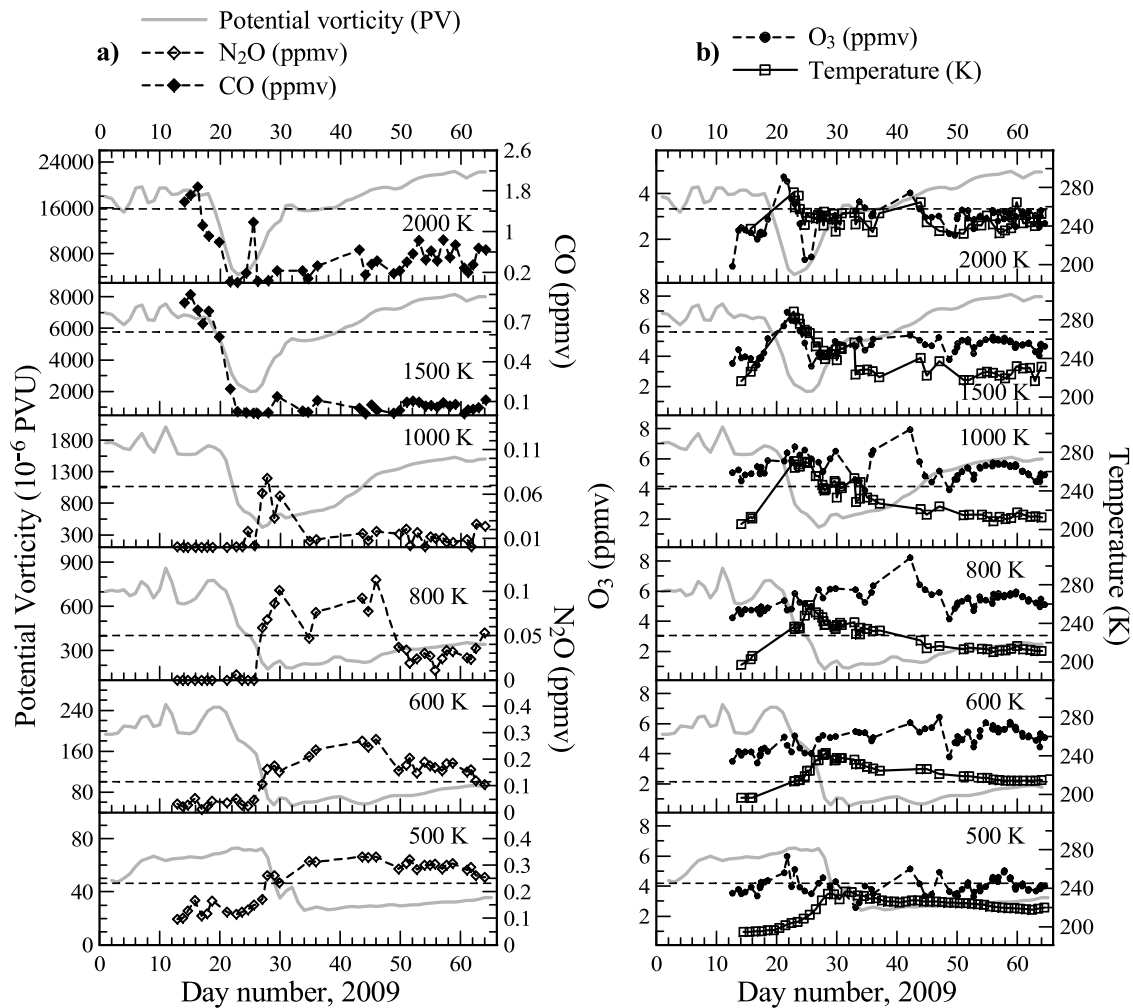 a)
Potential vorticity (PV)
N₂O (ppmv)
CO (ppmv)
b)
O₃ (ppmv)
Temperature (K)
0 10 20 30 40 50 60
0 10 20 30 40 50 60
24000 16000 8000
2000 K
2.6 1.8 1 0.2
8000 6000 4000 2000
1500 K
0.7 0.4 0.1
1800 1300 800 300
1000 K
0.11 0.06 0.01
900 600 300
800 K
0.1 0.05 0
240 160 80
600 K
0.4 0.3 0.2 0.1 0
80 40 0
500 K
0.4 0.3 0.2 0.1 0
Potential Vorticity (10⁻⁶ PVU)
CO (ppmv)
N₂O (ppmv)
0 10 20 30 40 50 60
Day number, 2009
4 2
2000 K
280 240 200
8 6 4 2
1500 K
280 260 240 220 200
8 6 4 2
1000 K
280 240 200
8 6 4 2
800 K
280 240 200
8 6 4 2
600 K
280 240 200
8 6 4 2
500 K
280 240 200
O₃ (ppmv)
Temperature (K)
0 10 20 30 40 50 60
Day number, 2009